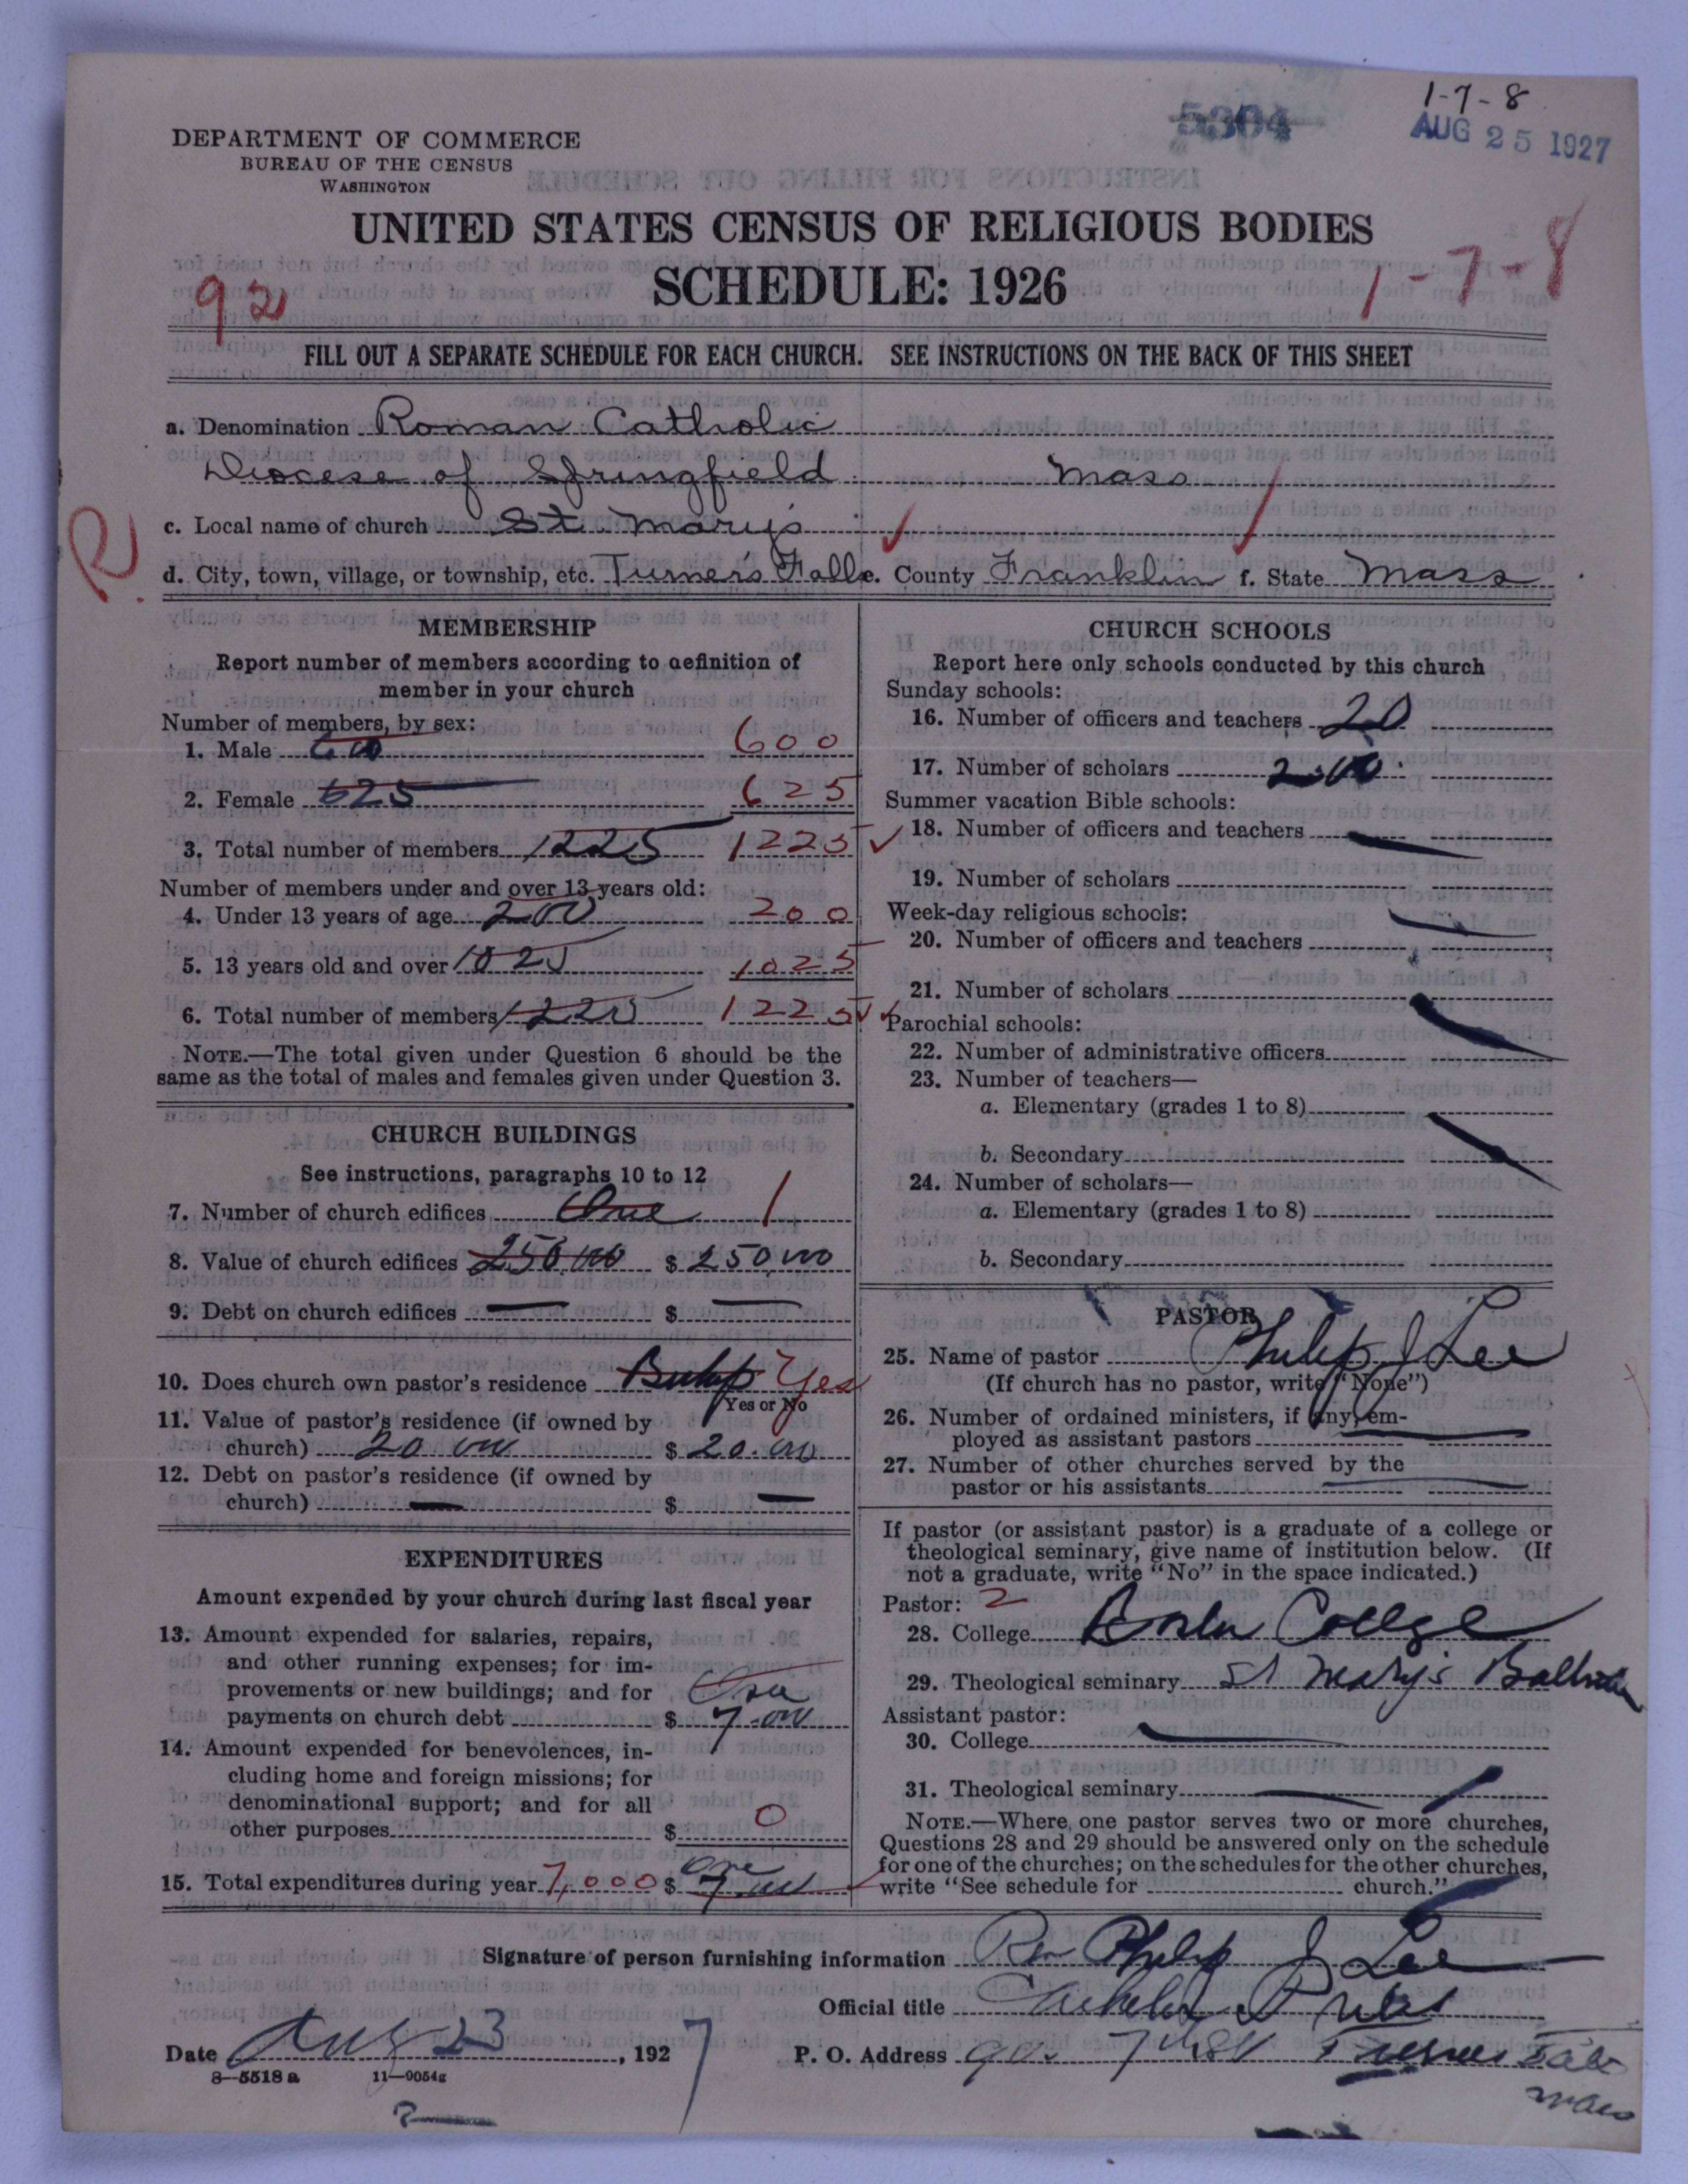 1-7-8
5304
AUG 25 1927
DEPARTMENT OF COMMERCE
BUREAU OF THE CENSUS
WASHINGTON
UNITED STATES CENSUS OF RELIGIOUS BODIES
SCHEDULE: 1926
92
1-7-8
FILL OUT A SEPARATE SCHEDULE FOR EACH CHURCH. SEE INSTRUCTIONS ON THE BACK OF THIS SHEET
a. Denomination Roman Catholic
Diocese of Springfield Mass
R.
c. Local name of church St. Mary's
d. City, town, village, or township, etc. Turner's Falls e. County Franklin f. State Mass
MEMBERSHIP
Report number of members according to definition of
member in your church
Number of members, by sex:
1. Male 600 600
2. Female 625 625
3. Total number of members 1225 1225
Number of members under and over 13 years old:
4. Under 13 years of age 200 200
5. 13 years old and over 1025 1025
6. Total number of members 1225 1225
NOTE.—The total given under Question 6 should be the
same as the total of males and females given under Question 3.
CHURCH BUILDINGS
See instructions, paragraphs 10 to 12
7. Number of church edifices One 1
8. Value of church edifices 250,000 $ 250,000
9. Debt on church edifices — $ —
10. Does church own pastor's residence Yes
Yes or No
11. Value of pastor's residence (if owned by
church) 20 000 $ 20.000
12. Debt on pastor's residence (if owned by
church) — $ —
EXPENDITURES
Amount expended by your church during last fiscal year
13. Amount expended for salaries, repairs,
and other running expenses; for im-
provements or new buildings; and for
payments on church debt $ 7.000
14. Amount expended for benevolences, in-
cluding home and foreign missions; for
denominational support; and for all
other purposes $ 0
15. Total expenditures during year 7,000 $ 7.000
CHURCH SCHOOLS
Report here only schools conducted by this church
Sunday schools:
16. Number of officers and teachers 20
17. Number of scholars 200
Summer vacation Bible schools:
18. Number of officers and teachers —
19. Number of scholars
Week-day religious schools:
20. Number of officers and teachers
21. Number of scholars
Parochial schools:
22. Number of administrative officers
23. Number of teachers—
a. Elementary (grades 1 to 8)
b. Secondary
24. Number of scholars—
a. Elementary (grades 1 to 8)
b. Secondary
PASTOR
25. Name of pastor Philip J Lee
(If church has no pastor, write "None")
26. Number of ordained ministers, if any, em-
ployed as assistant pastors —
27. Number of other churches served by the
pastor or his assistants —
If pastor (or assistant pastor) is a graduate of a college or
theological seminary, give name of institution below. (If
not a graduate, write "No" in the space indicated.)
Pastor: 2
28. College College
29. Theological seminary St Mary's Baltimore
Assistant pastor:
30. College —
31. Theological seminary —
NOTE.—Where one pastor serves two or more churches,
Questions 28 and 29 should be answered only on the schedule
for one of the churches; on the schedules for the other churches,
write "See schedule for church."
Signature of person furnishing information Rev Philip J Lee
Official title Catholic Priest
Date Aug 23, 1927
P. O. Address 7th St Turners Falls
Mass
8—5518 a 11—9054g